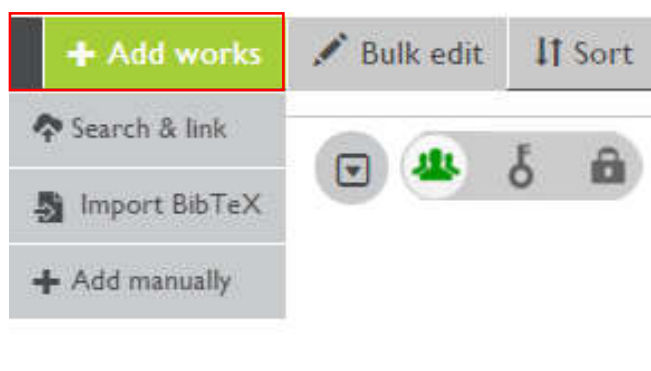 + Add works
Bulk edit
Sort
Search & link
Import BibTeX
+ Add manually